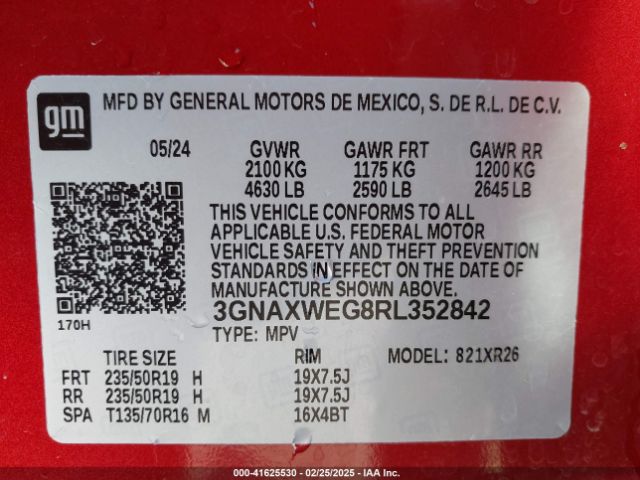 gm
MFD BY GENERAL MOTORS DE MEXICO, S. DE R.L. DE C.V.
05/24 GVWR GAWR FRT GAWR RR
2100 KG 1175 KG 1200 KG
4630 LB 2590 LB 2645 LB
THIS VEHICLE CONFORMS TO ALL
APPLICABLE U.S. FEDERAL MOTOR
VEHICLE SAFETY AND THEFT PREVENTION
STANDARDS IN EFFECT ON THE DATE OF
MANUFACTURE SHOWN ABOVE.
170H
3GNAXWEG8RL352842
TYPE: MPV
TIRE SIZE RIM MODEL: 821XR26
FRT 235/50R19 H 19X7.5J
RR 235/50R19 H 19X7.5J
SPA T135/70R16 M 16X4BT
000-41625530 - 02/25/2025 - IAA Inc.